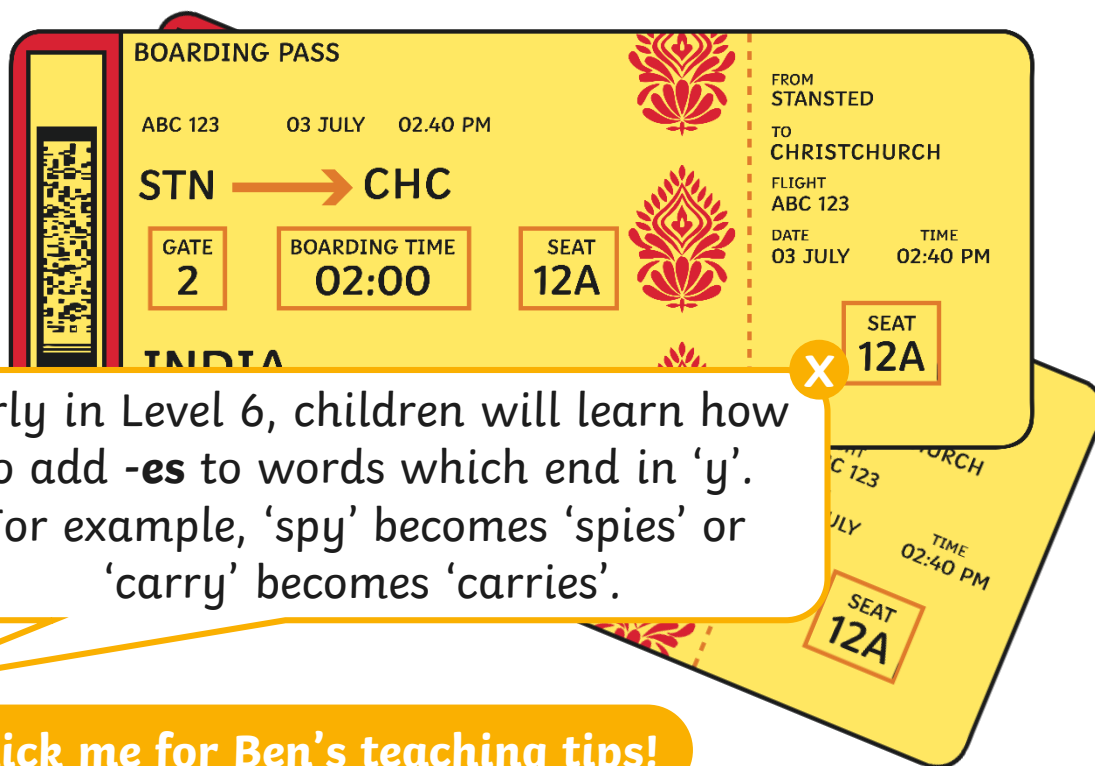 BOARDING PASS
ABC 123 03 JULY 02.40 PM
STN CHC
GATE
2
BOARDING TIME
02:00
SEAT
12A
INDIA
FROM
STANSTED
TO
CHRISTCHURCH
FLIGHT
ABC 123
DATE TIME
03 JULY 02:40 PM
SEAT
12A
X
rly in Level 6, children will learn how
o add -es to words which end in ‘y’.
or example, ‘spy’ becomes ‘spies’ or
‘carry’ becomes ‘carries’.
URCH
C 123
ULY
TIME
02:40 PM
SEAT
12A
ick me for Ben’s teaching tips!